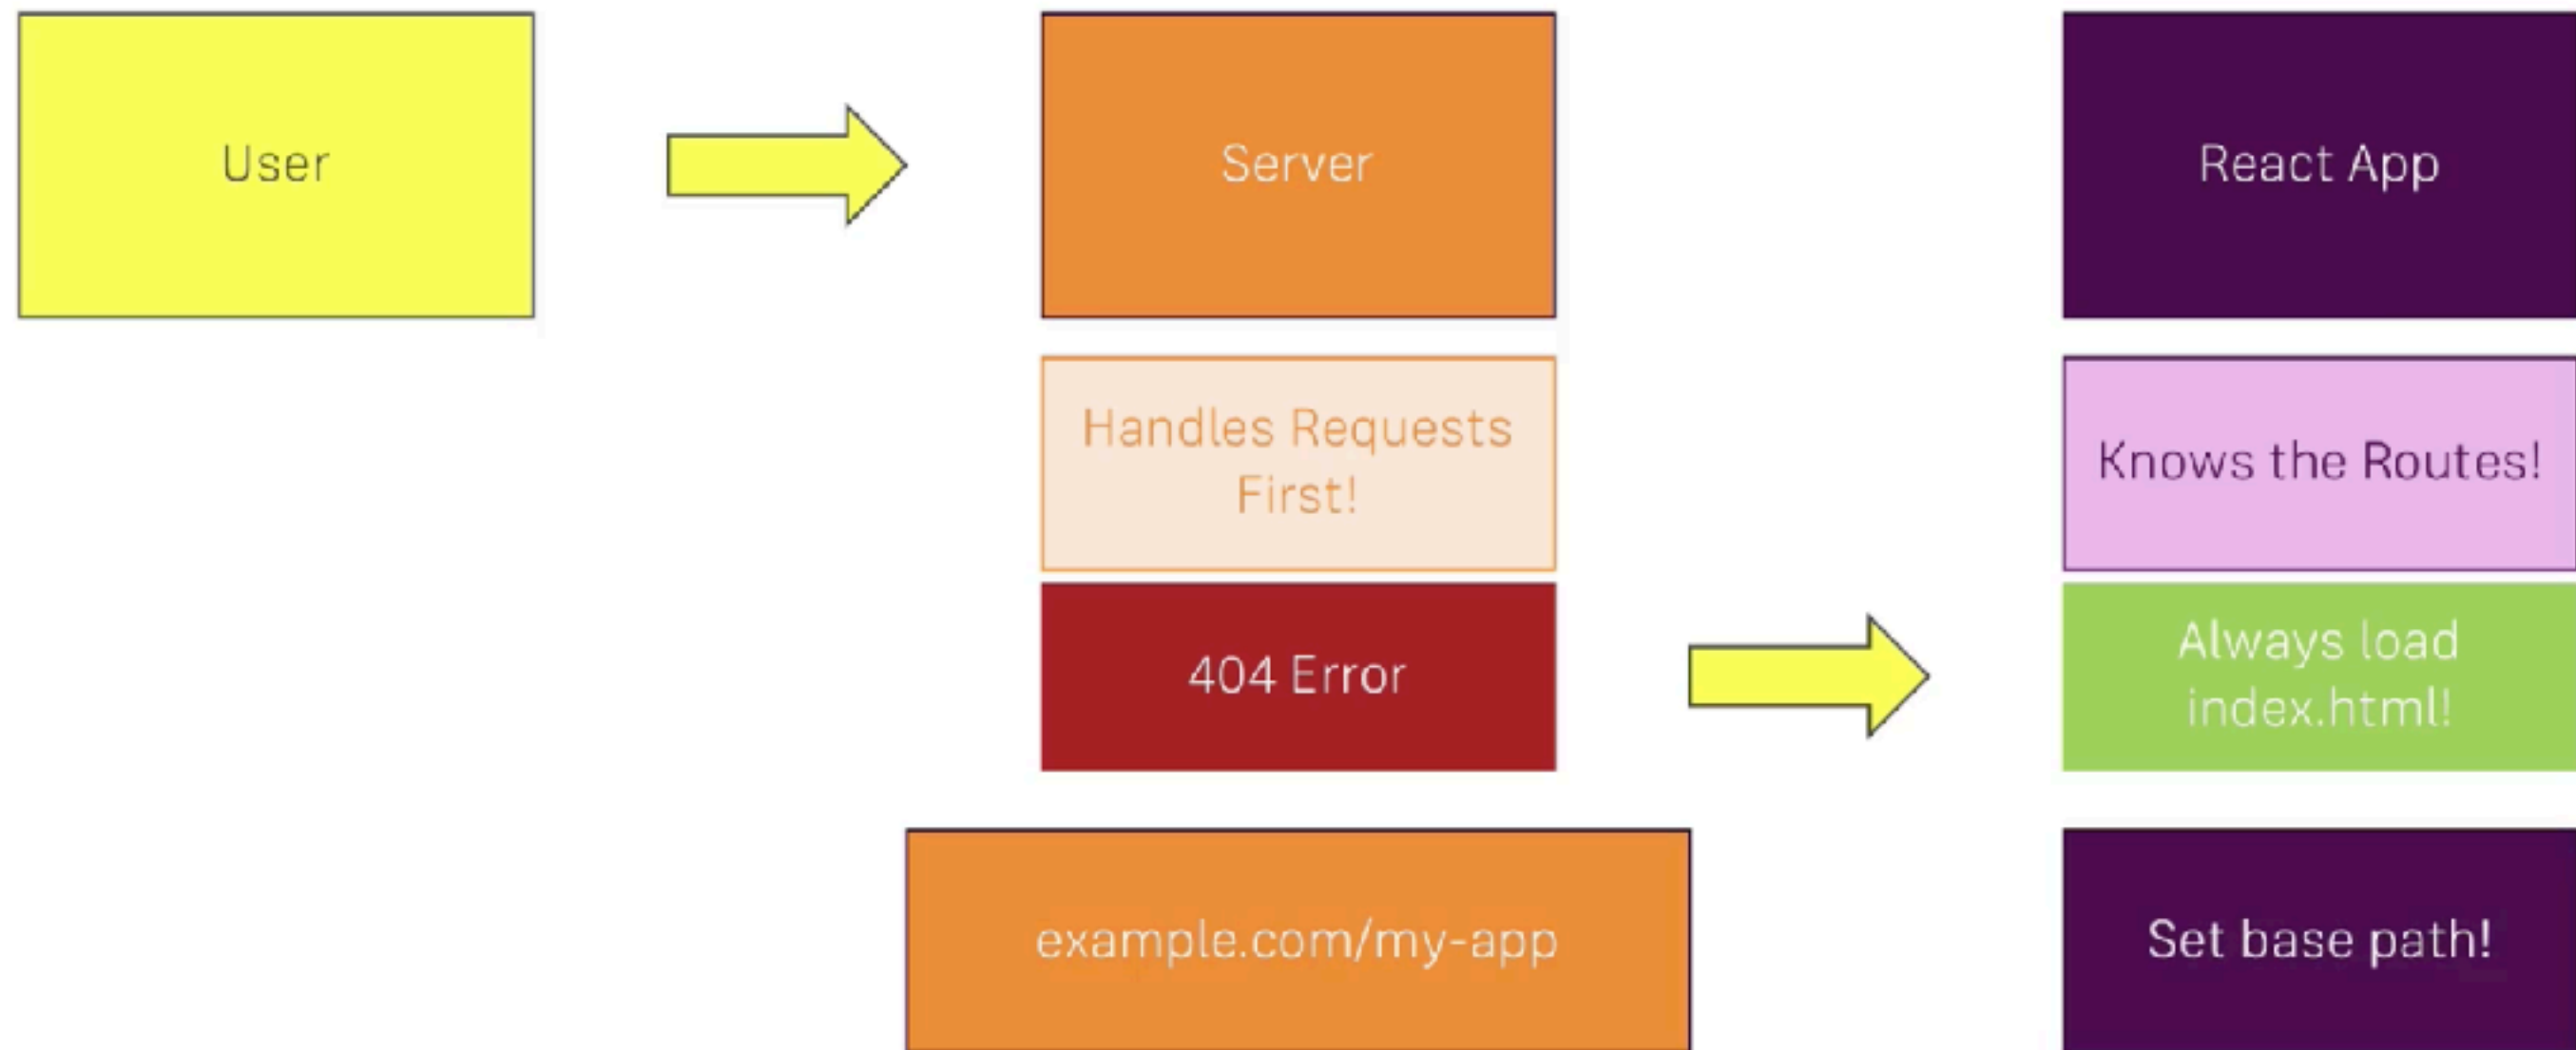 User
Server
React App
Handles Requests
First!
Knows the Routes!
404 Error
Always load
index.html!
example.com/my-app
Set base path!